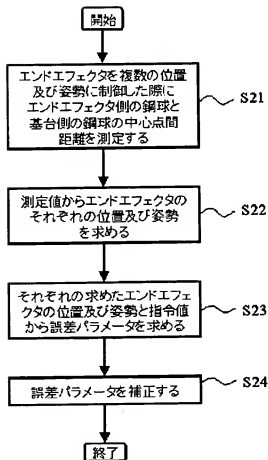 開始
エンドエフェクタを複数の位置
及び姿勢に制御した際に
エンドエフェクタ側の鋼球と
基台側の鋼球の中心点間
距離を測定する
S21
測定値からエンドエフェクタの
それぞれの位置及び姿勢
を求める
S22
それぞれの求めたエンドエフェ
クタの位置及び姿勢と指令値
から誤差パラメータを求める
S23
誤差パラメータを補正する
S24
終了